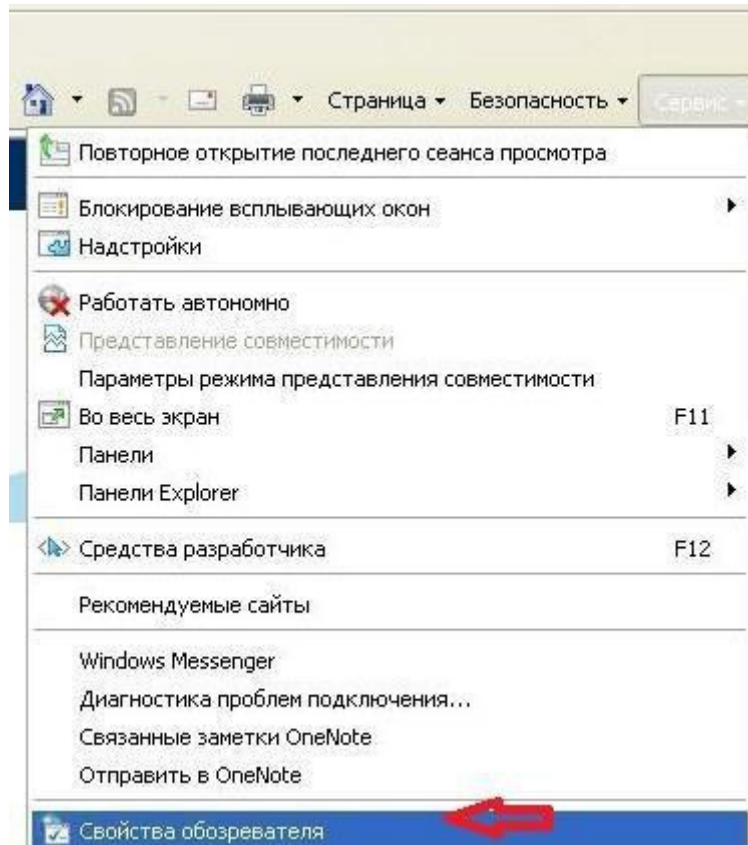 Страница Безопасность Сервис
Повторное открытие последнего сеанса просмотра
Блокирование всплывающих окон
Надстройки
Работать автономно
Представление совместимости
Параметры режима представления совместимости
Во весь экран F11
Панели
Панели Explorer
Средства разработчика F12
Рекомендуемые сайты
Windows Messenger
Диагностика проблем подключения...
Связанные заметки OneNote
Отправить в OneNote
Свойства обозревателя